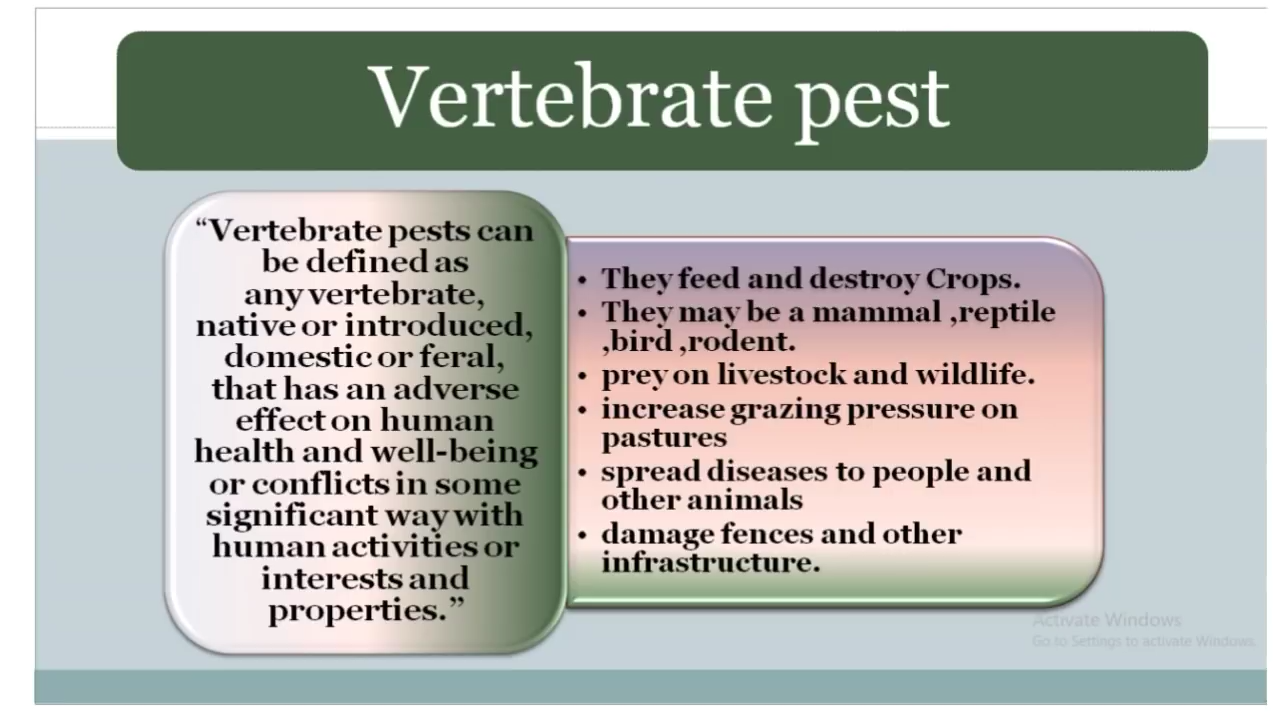 Vertebrate pest
“Vertebrate pests can
be defined as
any vertebrate,
native or introduced,
domestic or feral,
that has an adverse
effect on human
health and well-being
or conflicts in some
significant way with
human activities or
interests and
properties.”
• They feed and destroy Crops.
• They may be a mammal ,reptile
,bird ,rodent.
• prey on livestock and wildlife.
• increase grazing pressure on
pastures
• spread diseases to people and
other animals
• damage fences and other
infrastructure.
Activate Windows
Go to Settings to activate Windows.